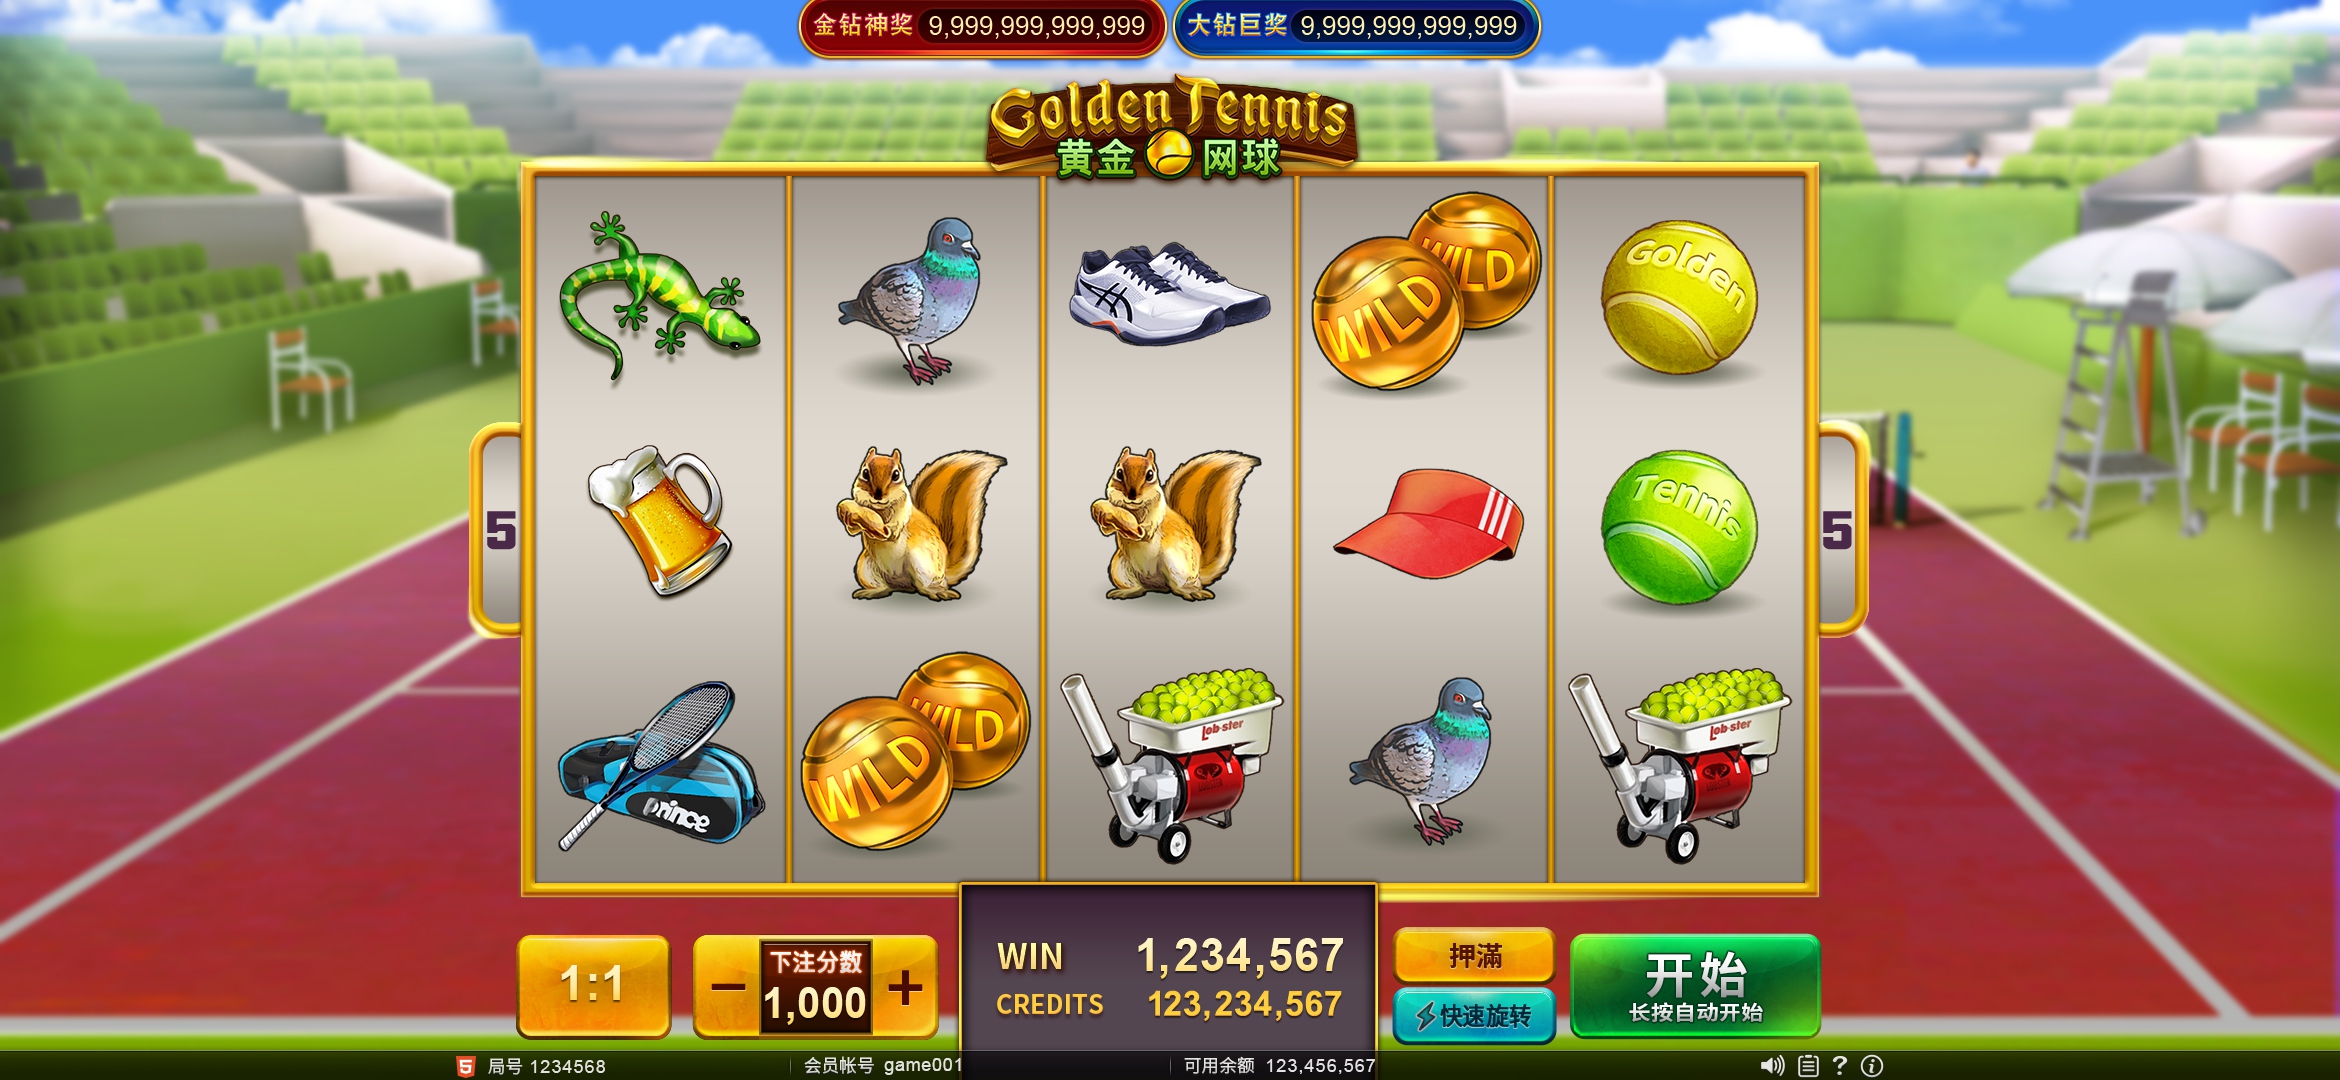 金钻神奖 9,999,999,999,999
大钻巨奖 9,999,999,999,999
Golden Tennis
黄金 网球
WILD
WILD
Golden
5
Tennis
5
prince
WILD
WILD
Lob-ster
Lob-ster
1:1
下注分数
1,000
WIN 1,234,567
CREDITS 123,234,567
押滿
快速旋转
开始
长按自动开始
5 局号 1234568
会员帐号 game001
可用余额 123,456,567
?
i